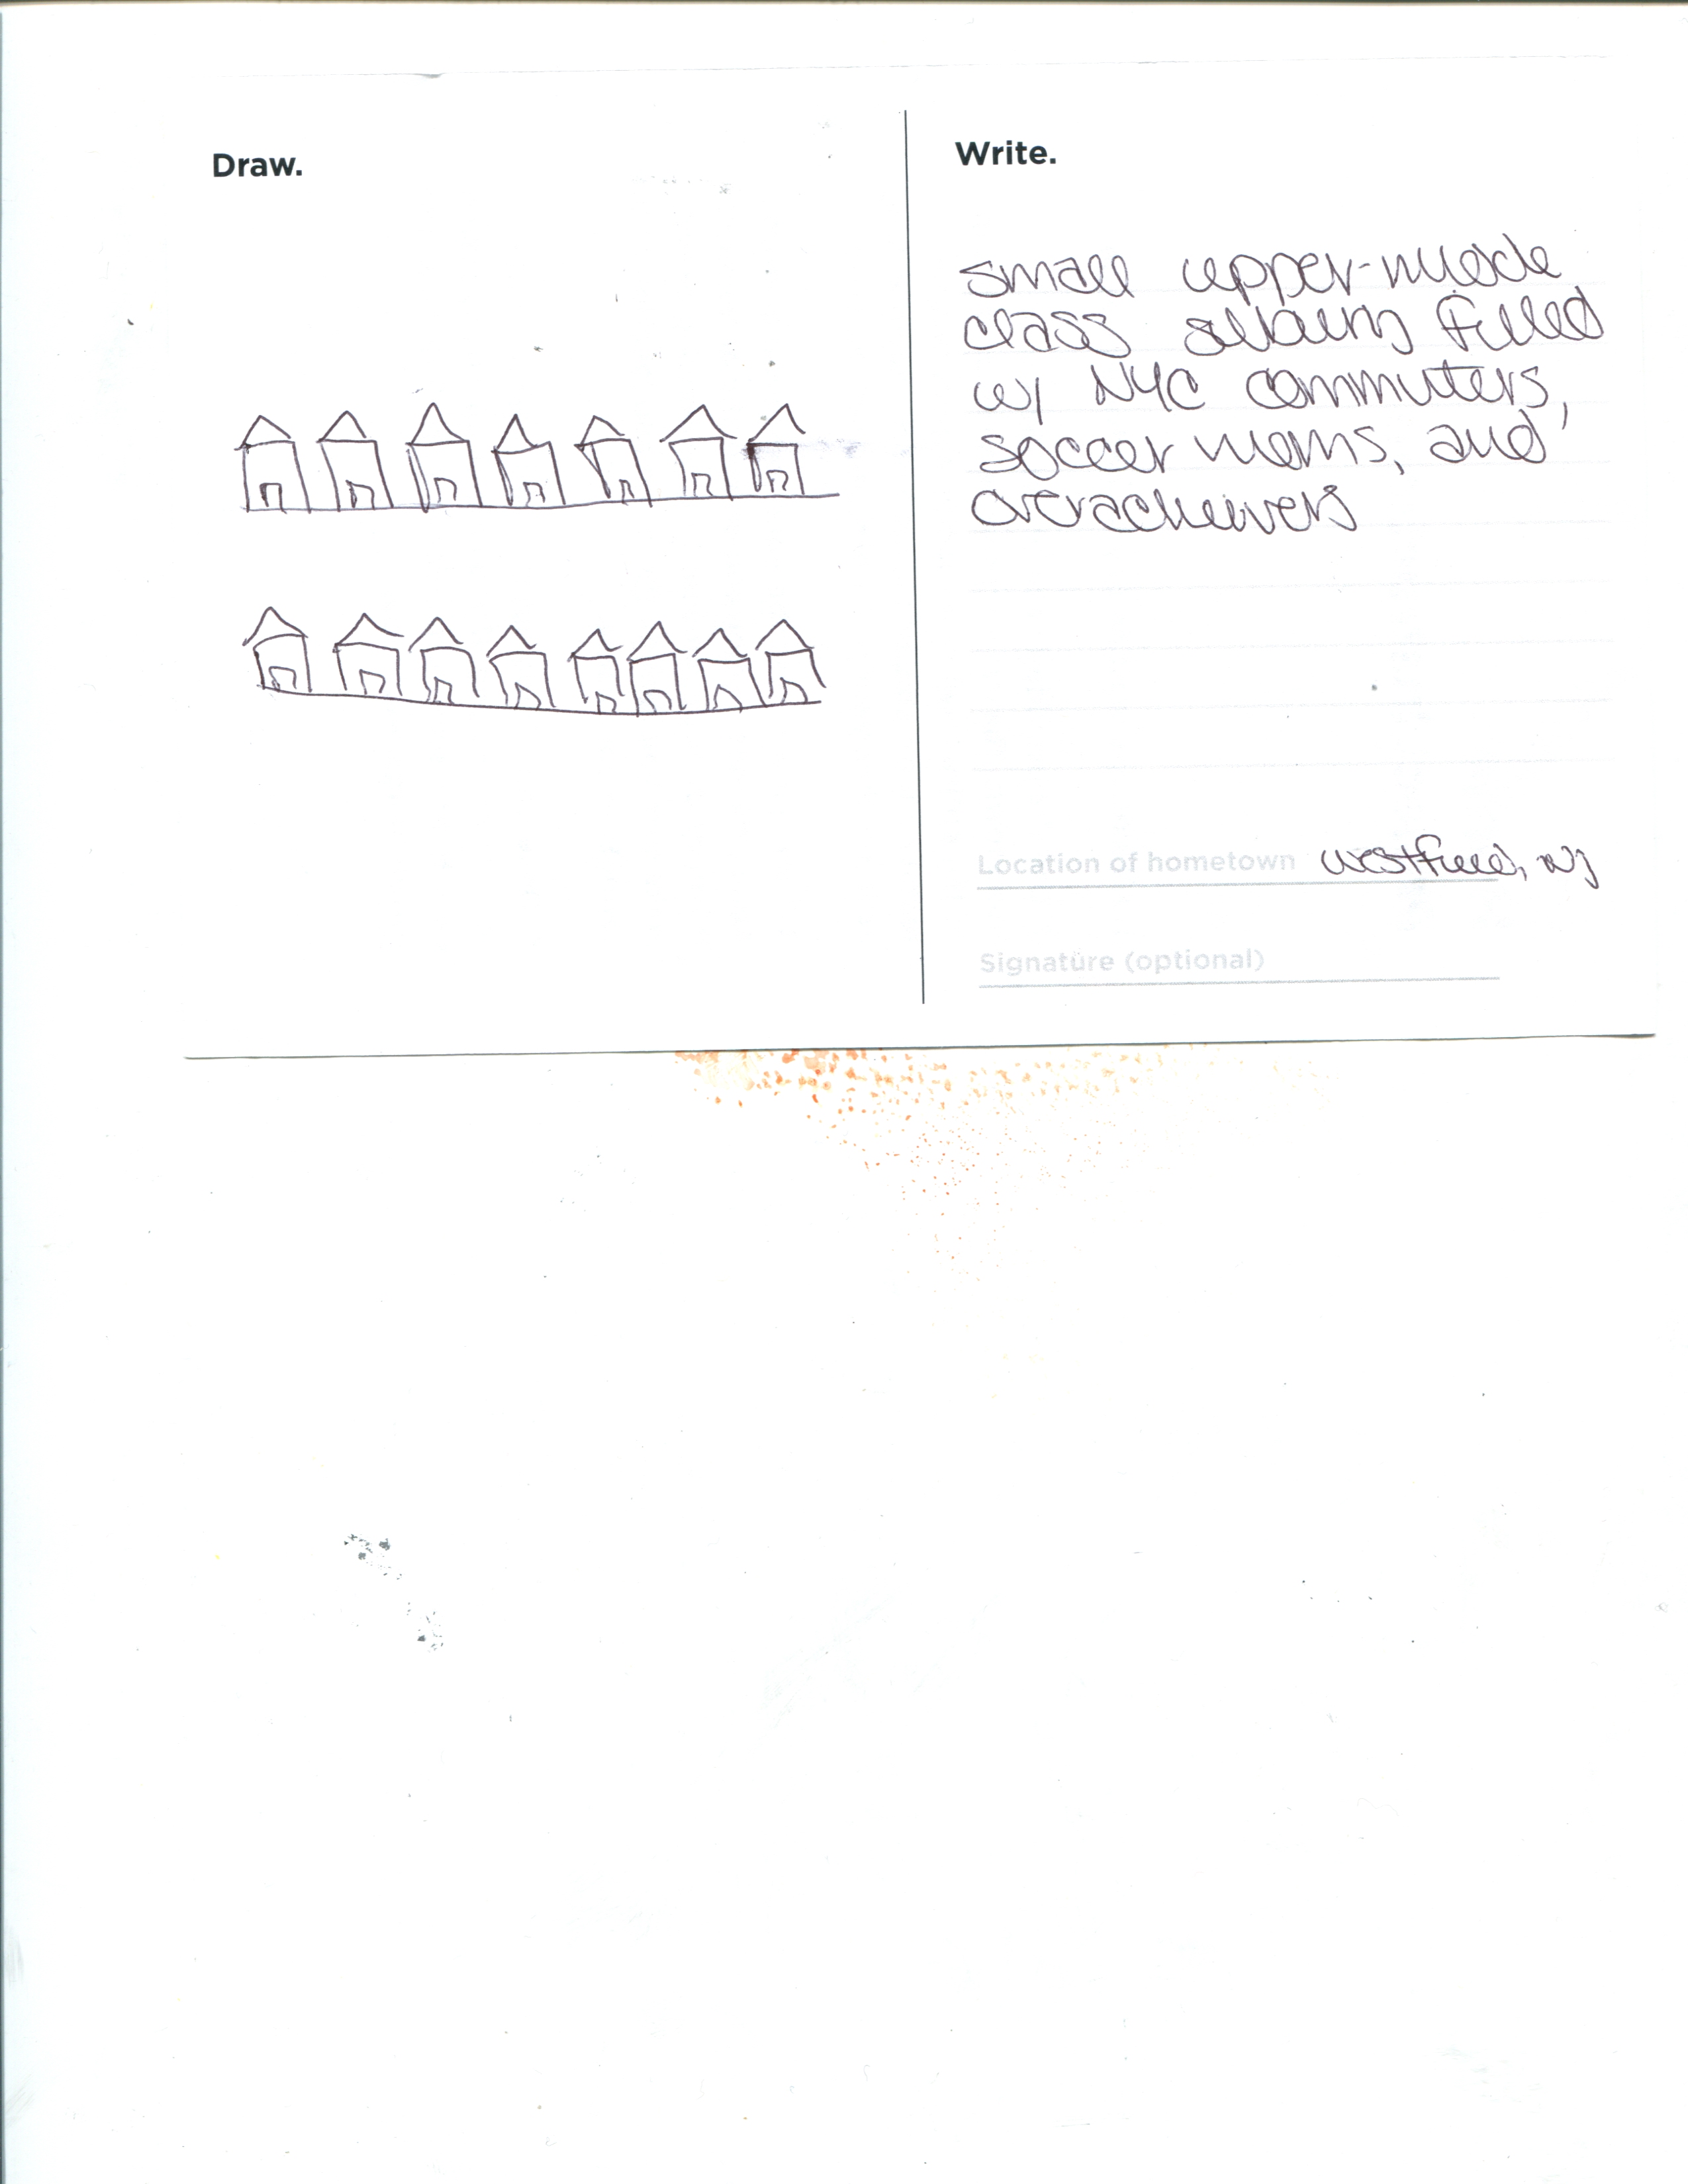 Draw.
Write.
small upper-middle
class suburb filled
w/ NYC commuters,
soccer moms, and
overacheivers
Location of hometown Westfield, NJ
Signature (optional)